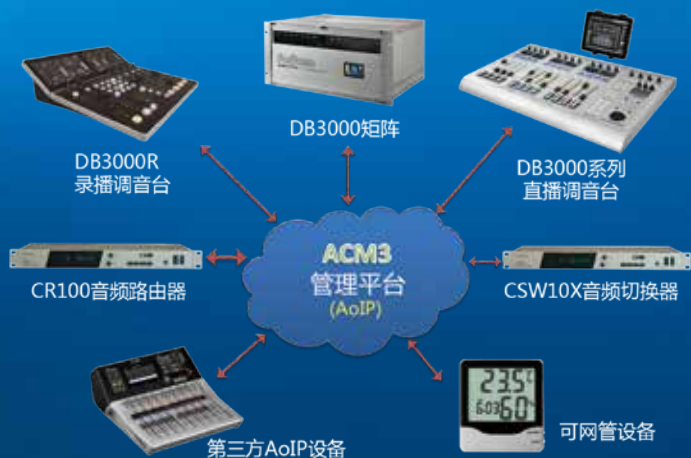 DB3000R
录播调音台
DB3000矩阵
DB3000系列
直播调音台
ACM3
管理平台
(AoIP)
CR100音频路由器
CSW10X音频切换器
23.5℃
6:03 60%
第三方AoIP设备
可网管设备